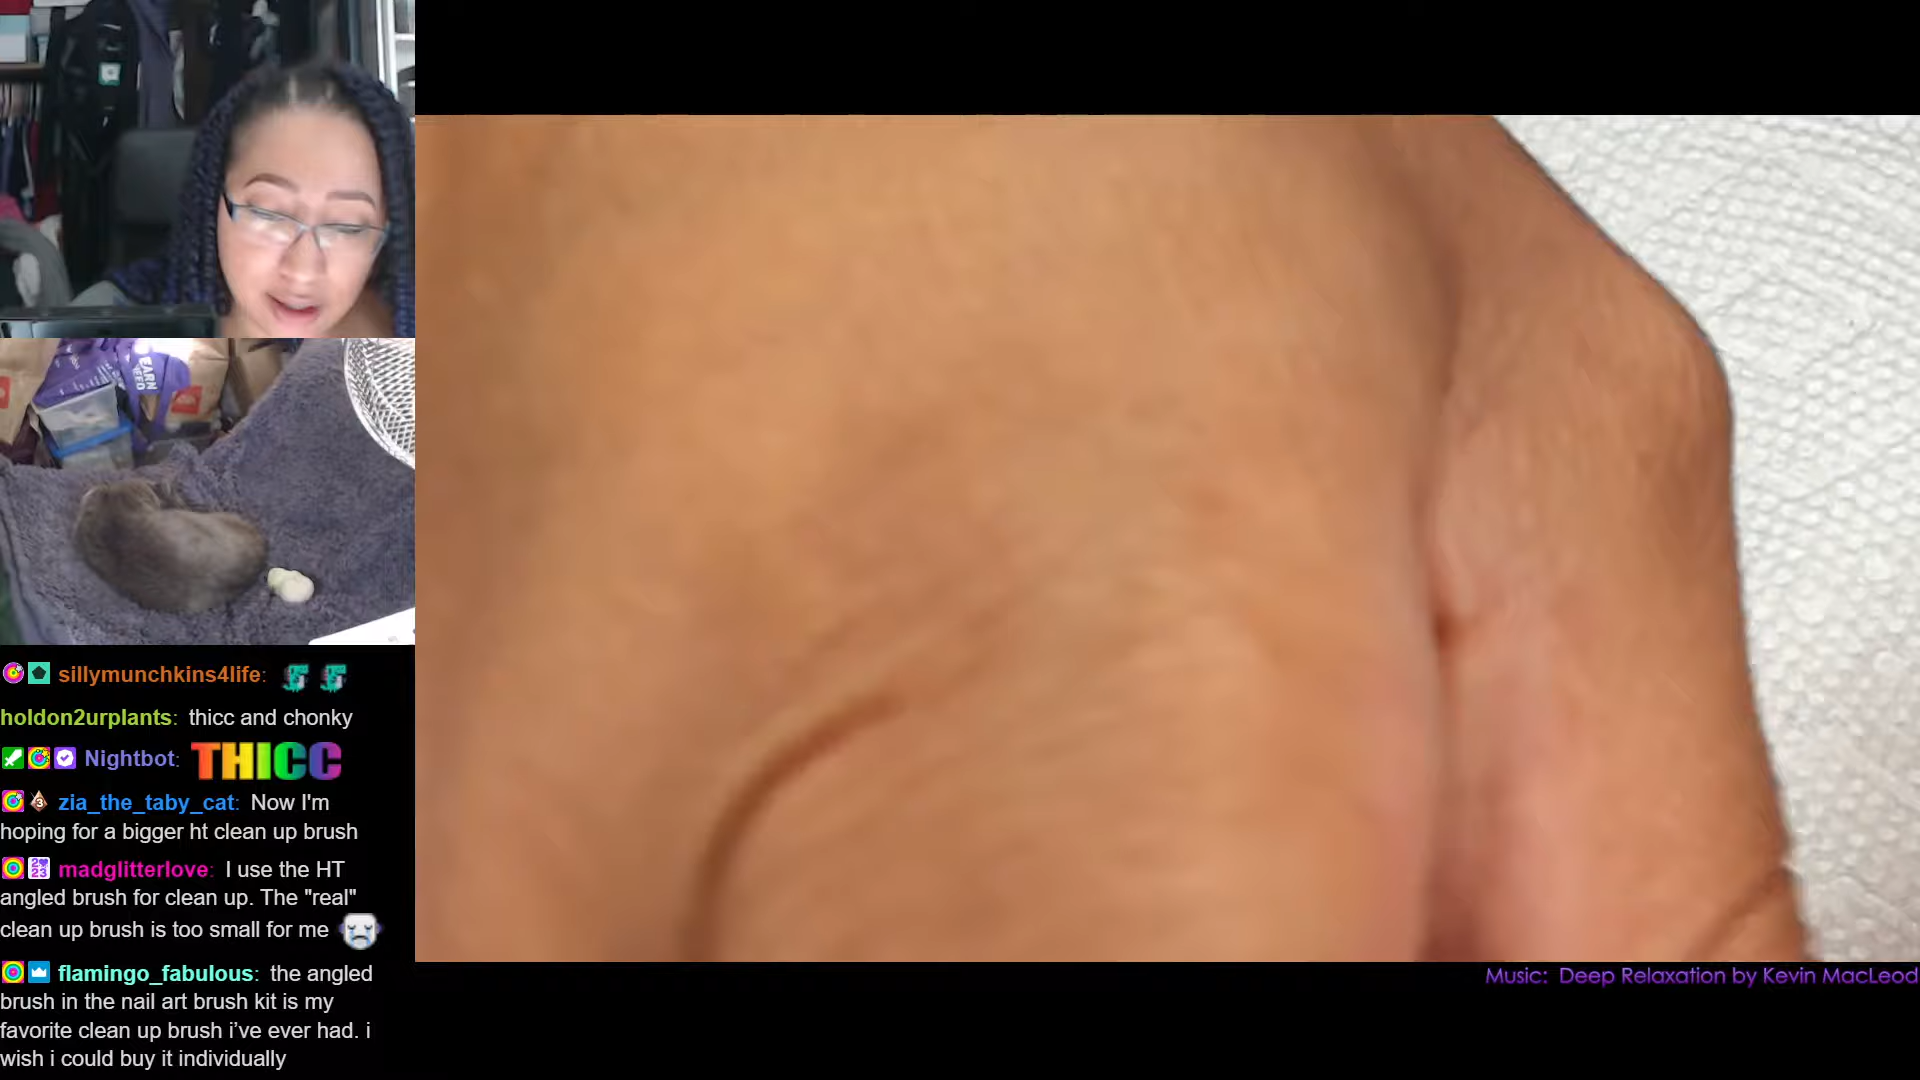 EARN
sillymunchkins4life:
holdon2urplants: thicc and chonky
Nightbot: THICC
3 zia_the_taby_cat: Now I'm
hoping for a bigger ht clean up brush
madglitterlove: I use the HT
angled brush for clean up. The "real"
clean up brush is too small for me
flamingo_fabulous: the angled
brush in the nail art brush kit is my
favorite clean up brush i’ve ever had. i
wish i could buy it individually
Music: Deep Relaxation by Kevin MacLeod